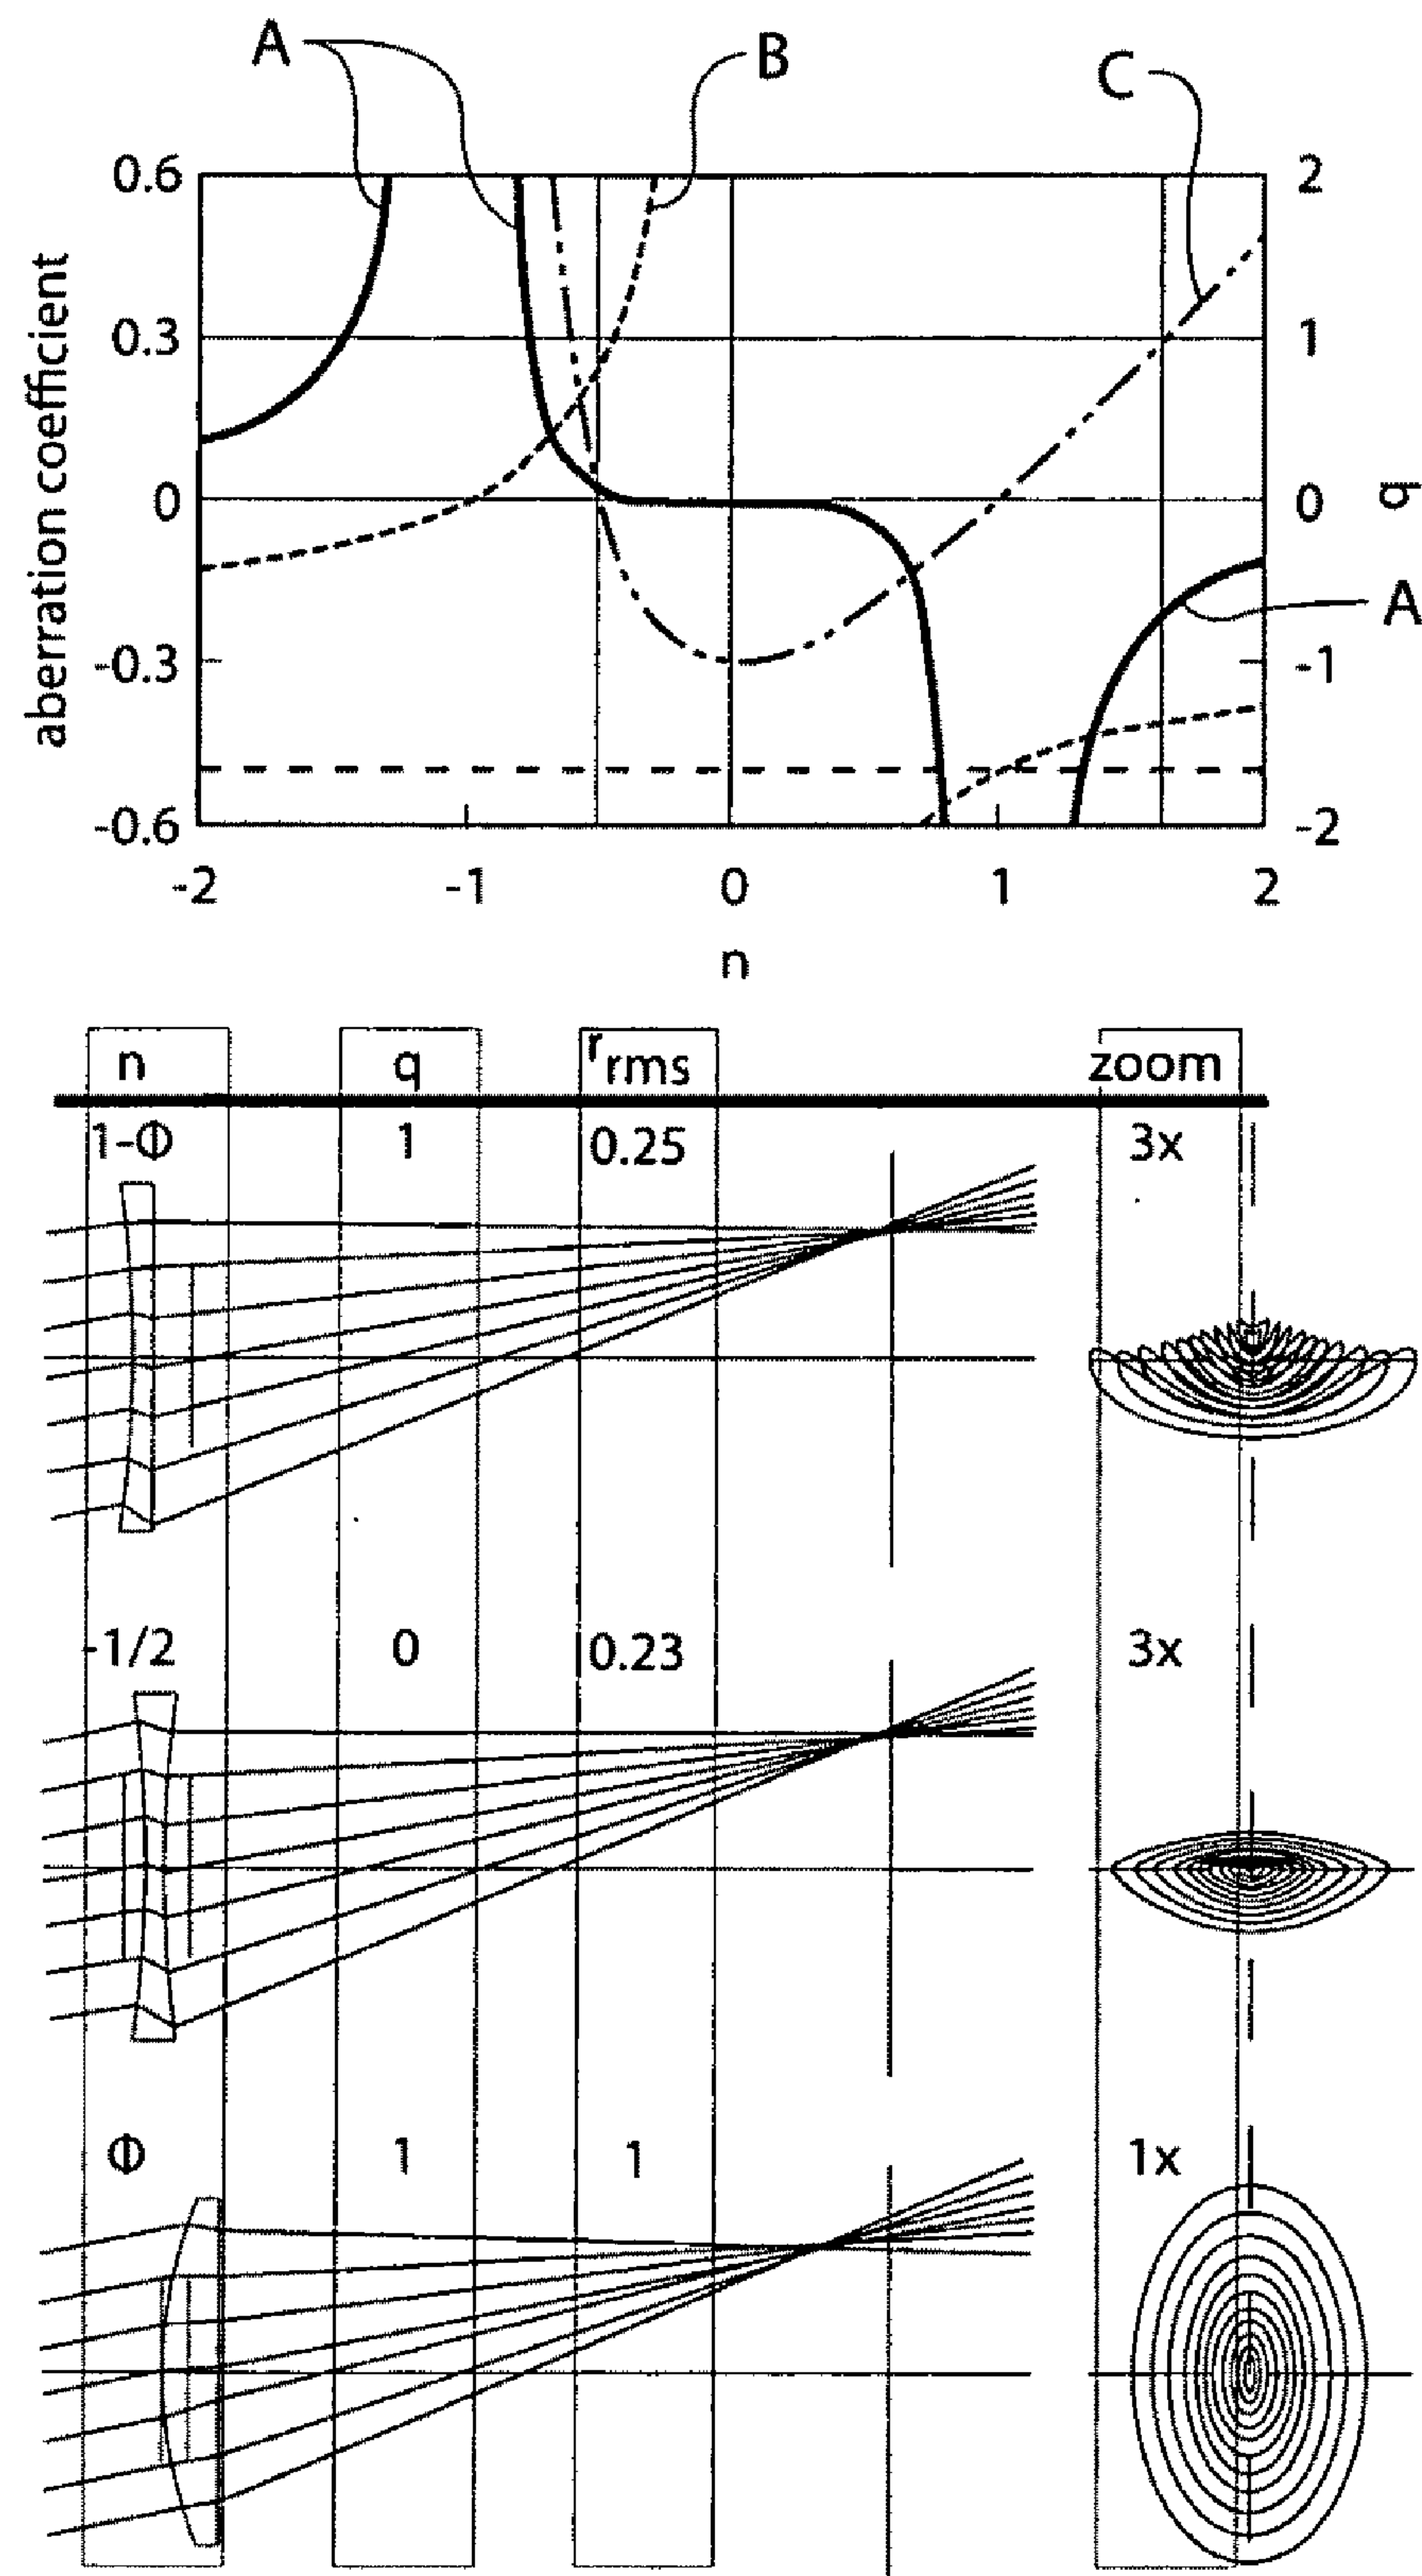 A
B
C
0.6
0.3
0
-0.3
-0.6
aberration coefficient
2
1
0
-1
-2
q
A
-2
-1
0
1
2
n
n q rrms zoom
1-Φ 1 0.25 3x
-1/2 0 0.23 3x
Φ 1 1 1x